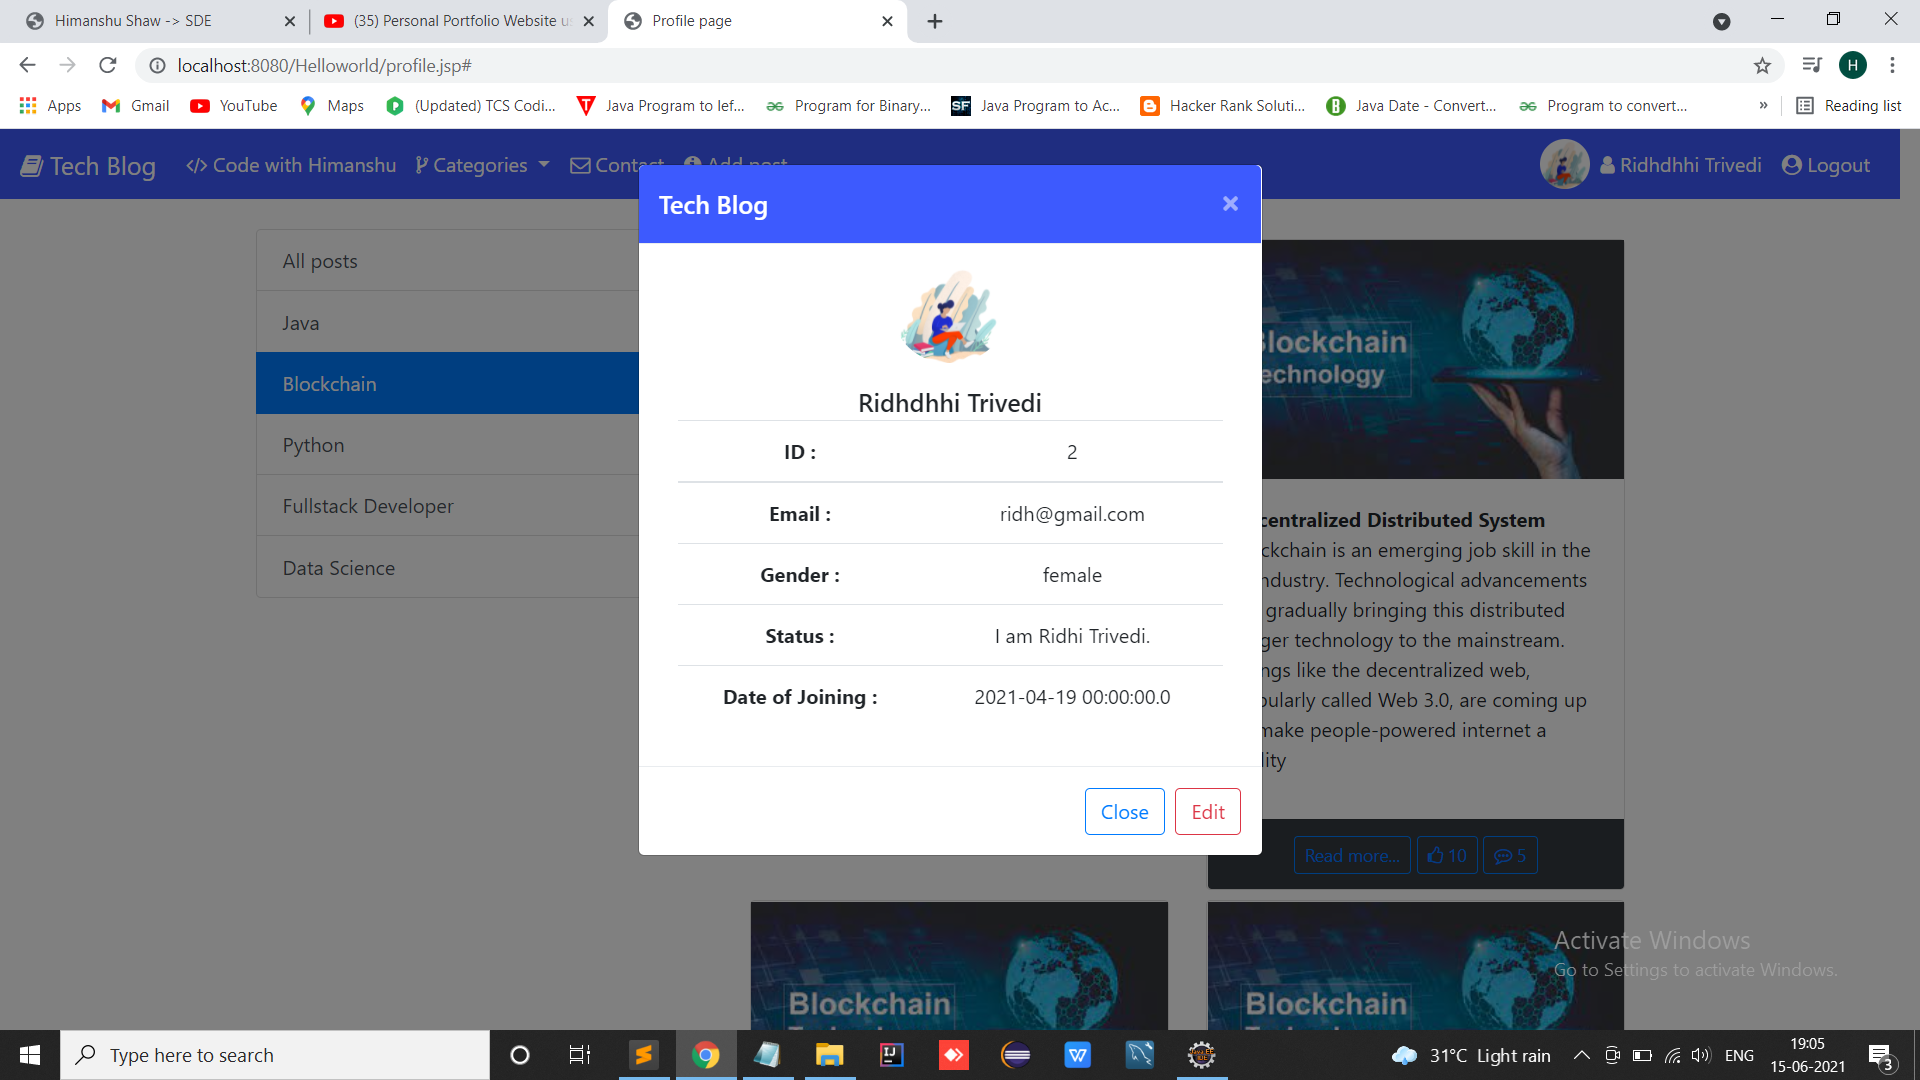 Himanshu Shaw -> SDE
(35) Personal Portfolio Website u
Profile page
localhost:8080/Helloworld/profile.jsp#
H
Apps
Gmail
YouTube
Maps
(Updated) TCS Codi...
Java Program to lef...
Program for Binary...
SF
Java Program to Ac...
Hacker Rank Soluti...
Java Date - Convert...
Program to convert...
»
Reading list
Tech Blog
Code with Himanshu
Categories
Contact
Add post
Ridhdhhi Trivedi
Logout
All posts
Java
Blockchain
Python
Fullstack Developer
Data Science
Tech Blog
×
Ridhdhhi Trivedi
ID : 2
Email : ridh@gmail.com
Gender : female
Status : I am Ridhi Trivedi.
Date of Joining : 2021-04-19 00:00:00.0
Close
Edit
Blockchain
echnology
centralized Distributed System
ckchain is an emerging job skill in the
ndustry. Technological advancements
gradually bringing this distributed
ger technology to the mainstream.
ngs like the decentralized web,
ularly called Web 3.0, are coming up
make people-powered internet a
lity
Read more...
10
5
Blockchain
Blockchain
Activate Windows
Go to Settings to activate Windows.
Type here to search
31°C Light rain
ENG
19:05
15-06-2021
3